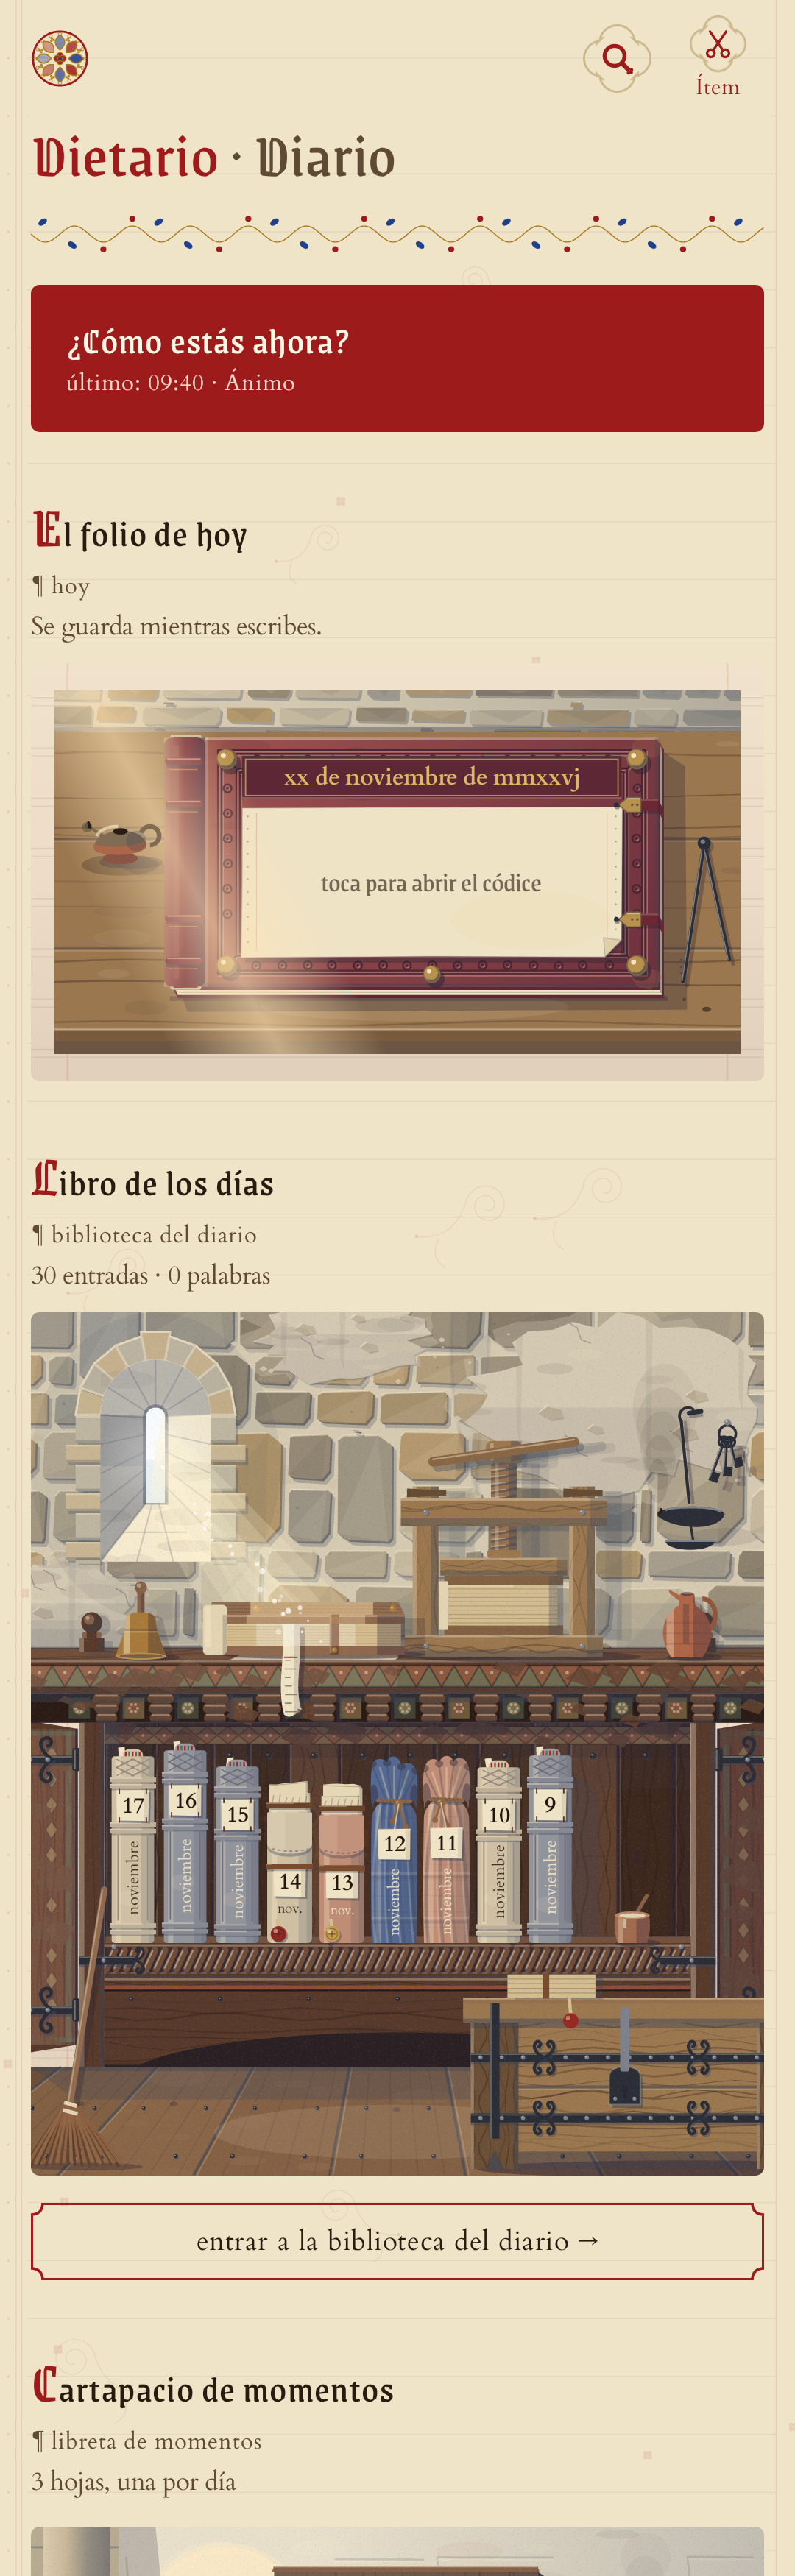 Ítem
Dietario · Diario
¿Cómo estás ahora?
último: 09:40 · Ánimo
El folio de hoy
¶ hoy
Se guarda mientras escribes.
xx de noviembre de mmxxvj
toca para abrir el códice
Libro de los días
¶ biblioteca del diario
30 entradas · 0 palabras
17 noviembre
16 noviembre
15 noviembre
14 nov.
13 nov.
12 noviembre
11 noviembre
10 noviembre
9 noviembre
entrar a la biblioteca del diario →
Cartapacio de momentos
¶ libreta de momentos
3 hojas, una por día